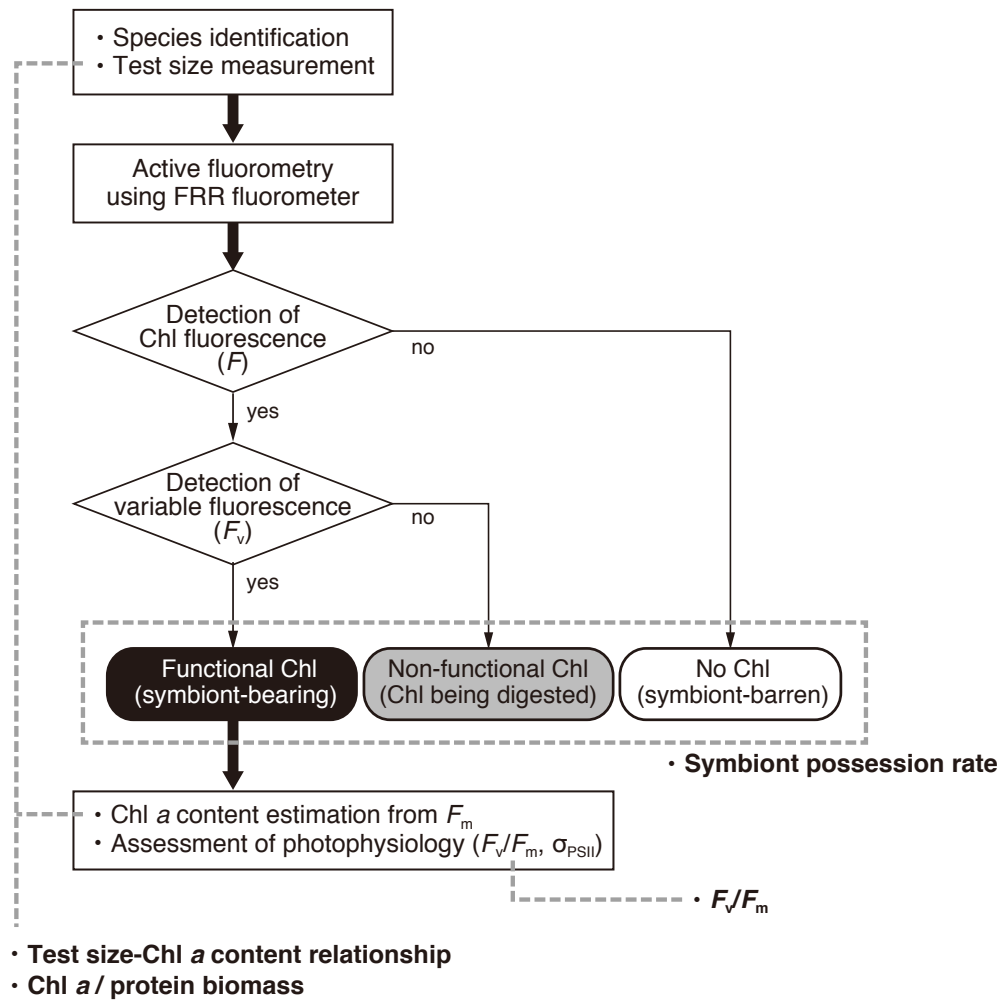 ・Species identification
・Test size measurement
Active fluorometry
using FRR fluorometer
Detection of
Chl fluorescence
(F)
no
yes
Detection of
variable fluorescence
(Fv)
no
yes
Functional Chl
(symbiont-bearing)
Non-functional Chl
(Chl being digested)
No Chl
(symbiont-barren)
・Symbiont possession rate
・Chl a content estimation from Fm
・Assessment of photophysiology (Fv/Fm, σPSII)
・Fv/Fm
・Test size-Chl a content relationship
・Chl a / protein biomass